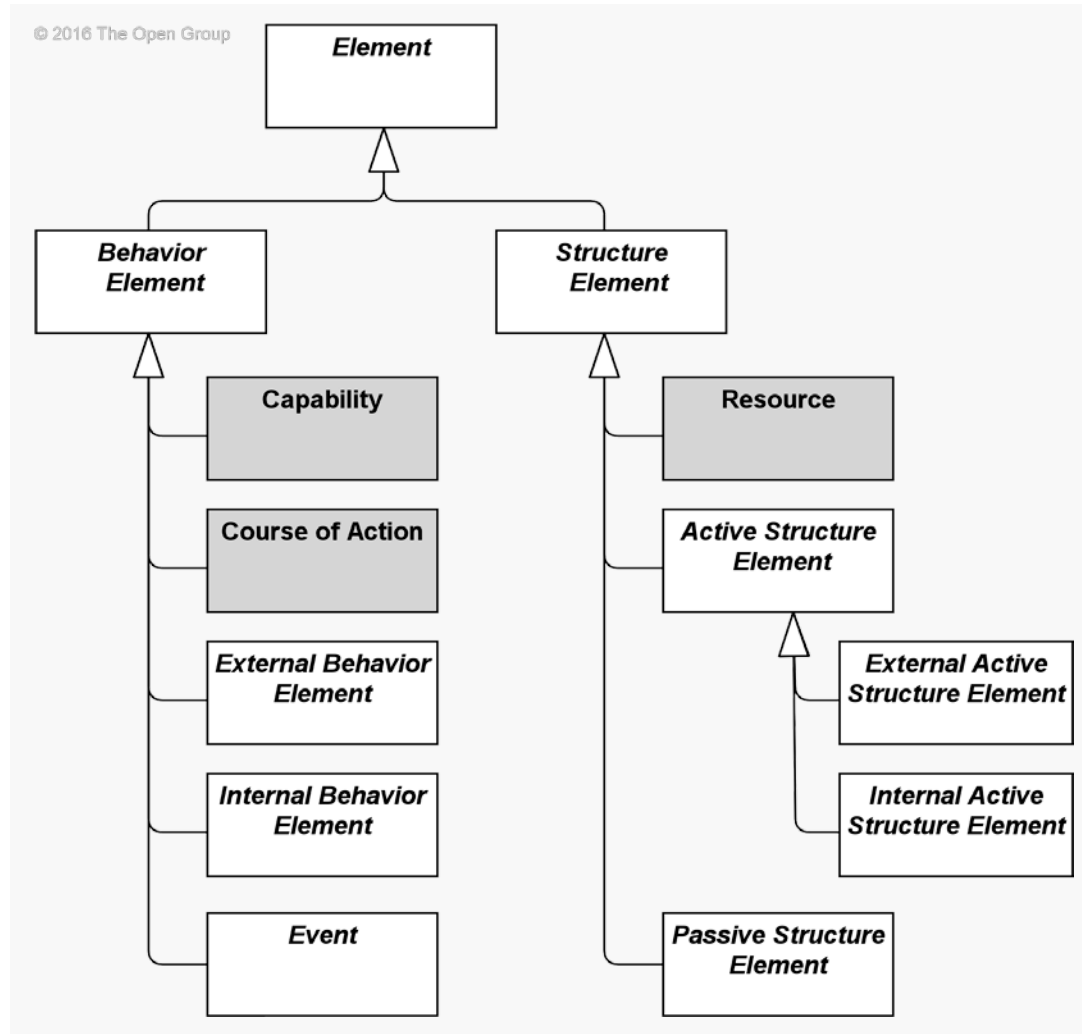 © 2016 The Open Group
Element
Behavior
Element
Structure
Element
Capability
Resource
Course of Action
Active Structure
Element
External Behavior
Element
External Active
Structure Element
Internal Behavior
Element
Internal Active
Structure Element
Event
Passive Structure
Element